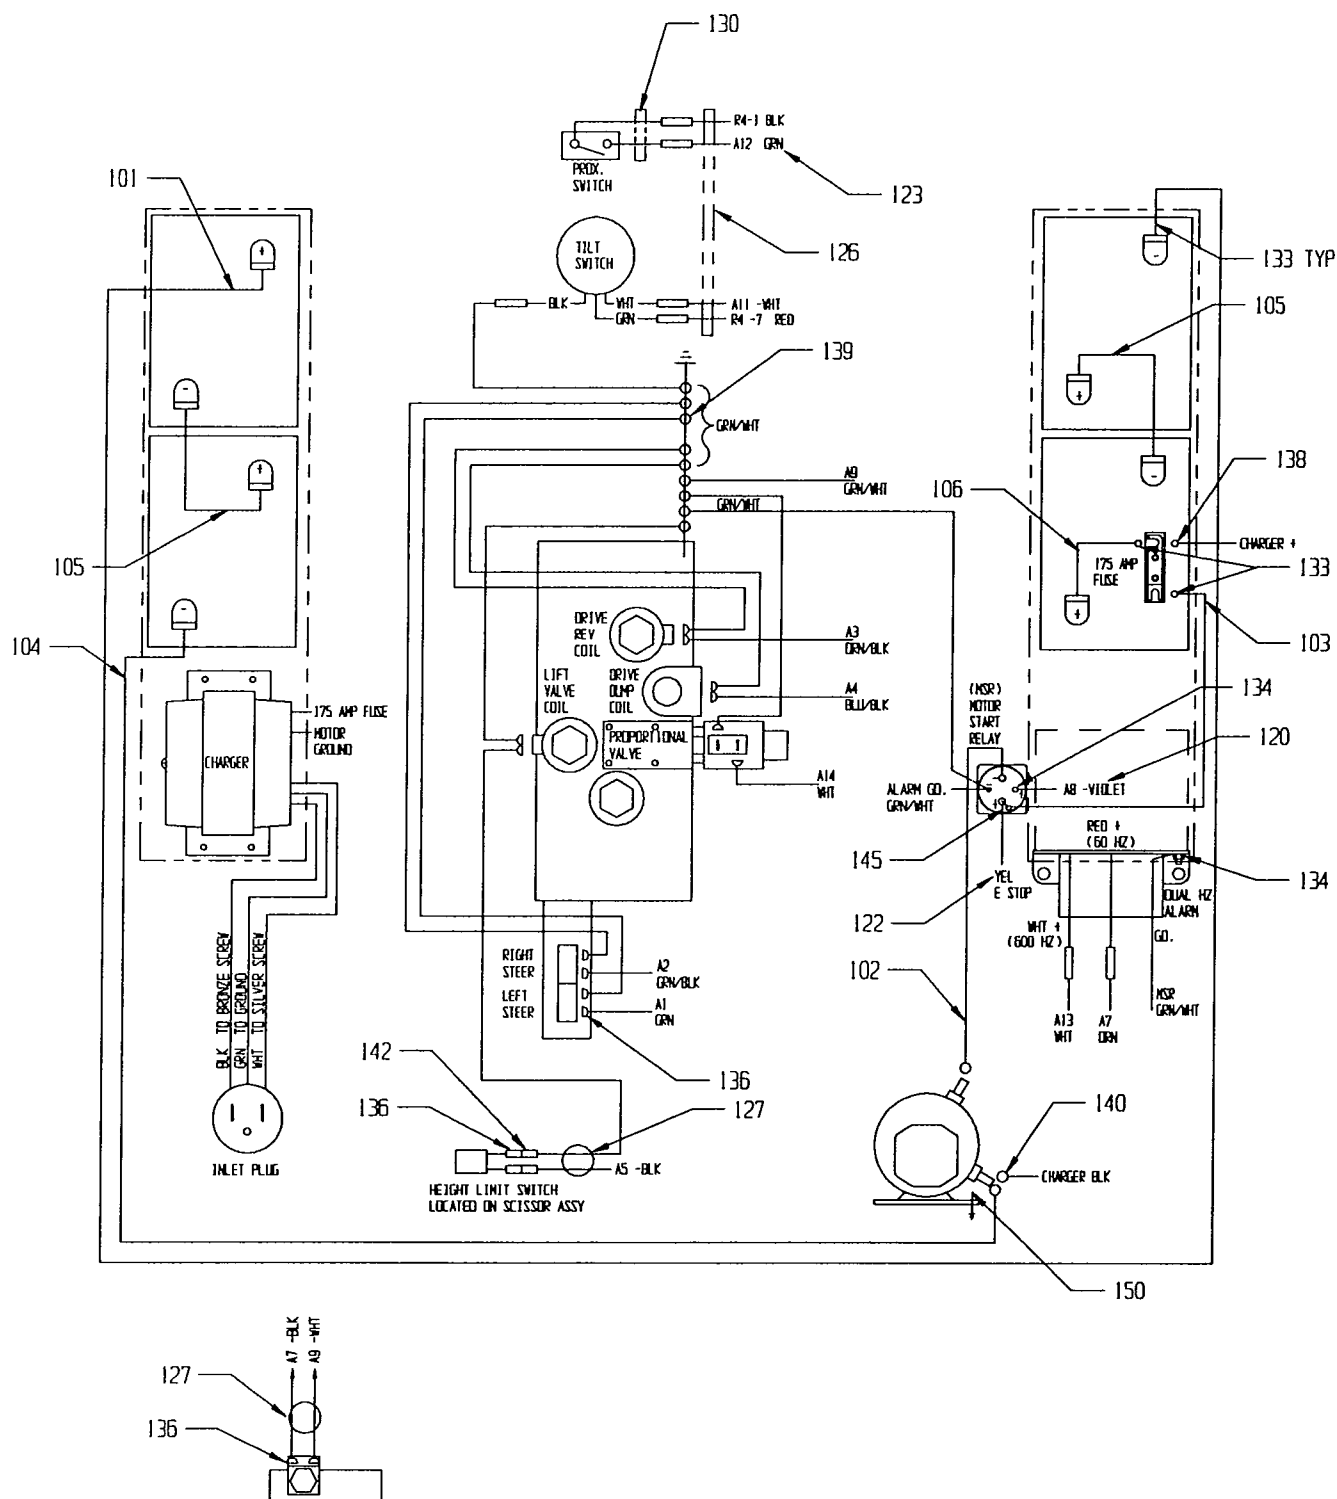 130
R4-1 BLK
A12 GRN
PROX.
SWITCH
123
101
TILT
SWITCH
126
133 TYP
BLK
WHT
GRN
A11 -WHT
R4 -7 RED
105
139
GRN/WHT
138
A9
GRN/WHT
106
GRN/WHT
CHARGER +
105
175 AMP
FUSE
133
104
DRIVE
REV
COIL
A3
ORN/BLK
103
LIFT
VALVE
COIL
DRIVE
DUMP
COIL
A4
BLU/BLK
(MSR)
MOTOR
START
RELAY
134
175 AMP FUSE
MOTOR
GROUND
CHARGER
PROPORTIONAL
VALVE
120
A14
WHT
ALARM GD.
GRN/WHT
A8 -VIOLET
RED +
(60 HZ)
145
YEL
E STOP
134
DUAL HZ
ALARM
122
WHT +
(600 HZ)
GD.
BLK TO BRONZE SCREW
GRN TO GROUND
WHT TO SILVER SCREW
RIGHT
STEER
A2
GRN/BLK
102
LEFT
STEER
A1
GRN
A13
WHT
A7
ORN
MSR
GRN/WHT
142
136
136
127
140
INLET PLUG
A5 -BLK
CHARGER BLK
HEIGHT LIMIT SWITCH
LOCATED ON SCISSOR ASSY
150
A7 -BLK
A9 -WHT
127
136